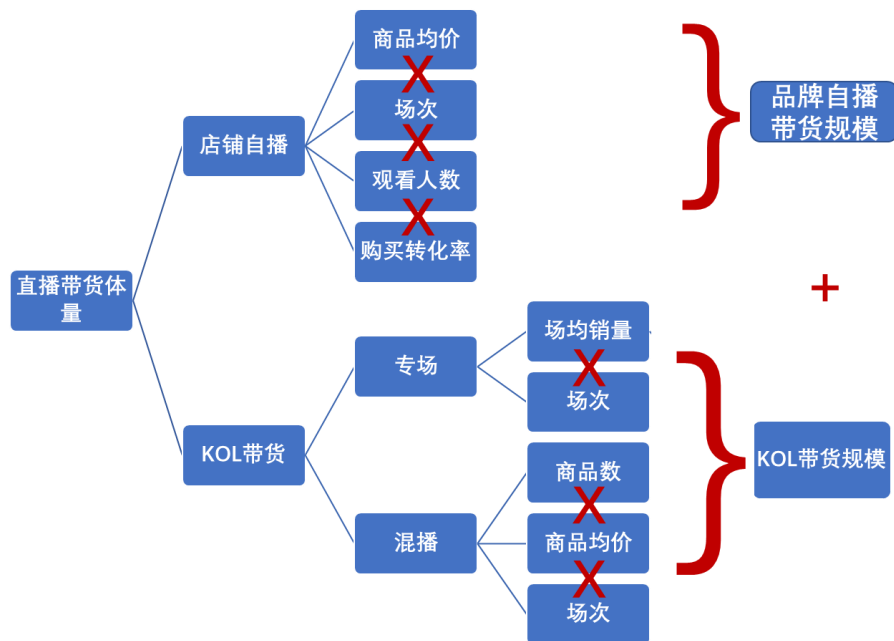 商品均价
X
场次
X
观看人数
X
购买转化率
店铺自播
品牌自播
带货规模
直播带货体
量
+
场均销量
X
场次
专场
KOL带货
商品数
X
商品均价
X
场次
混播
KOL带货规模